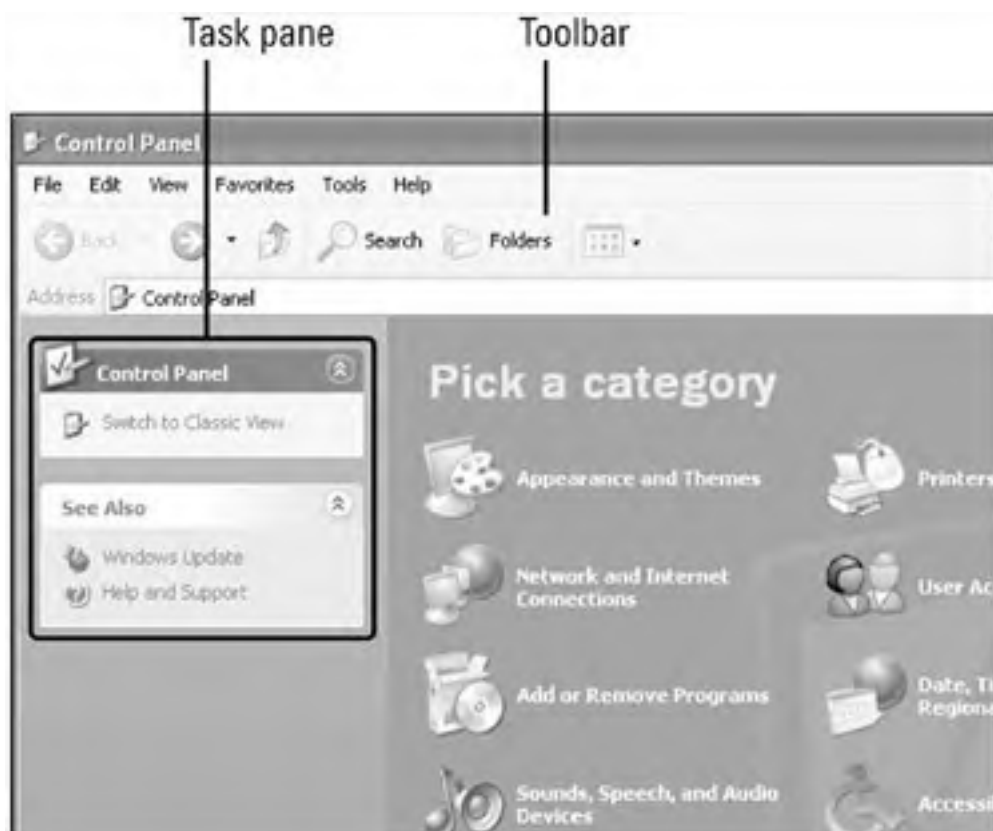 Task pane
Toolbar
Control Panel
File Edit View Favorites Tools Help
Back Search Folders
Address Control Panel
Control Panel
Switch to Classic View
See Also
Windows Update
Help and Support
Pick a category
Appearance and Themes
Printers
Network and Internet
Connections
User Ac
Add or Remove Programs
Date, Ti
Regiona
Sounds, Speech, and Audio
Devices
Accessi